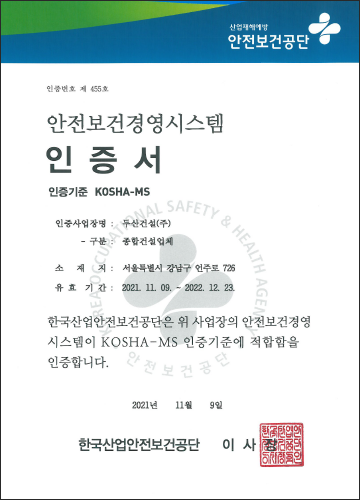 산업재해예방
안전보건공단
인증번호 제 455호
안전보건경영시스템
인 증 서
인증기준 KOSHA-MS
인증사업장명 : 두산건설(주)
- 구분 : 종합건설업체
소 재 지 : 서울특별시 강남구 언주로 726
유 효 기 간 : 2021. 11. 09. - 2022. 12. 23.
한국산업안전보건공단은 위 사업장의 안전보건경영
시스템이 KOSHA-MS 인증기준에 적합함을
인증합니다.
KOREA OCCUPATIONAL SAFETY & HEALTH AGENCY
안전보건공단
2021년 11월 9일
한국산업안전보건공단 이 사 장